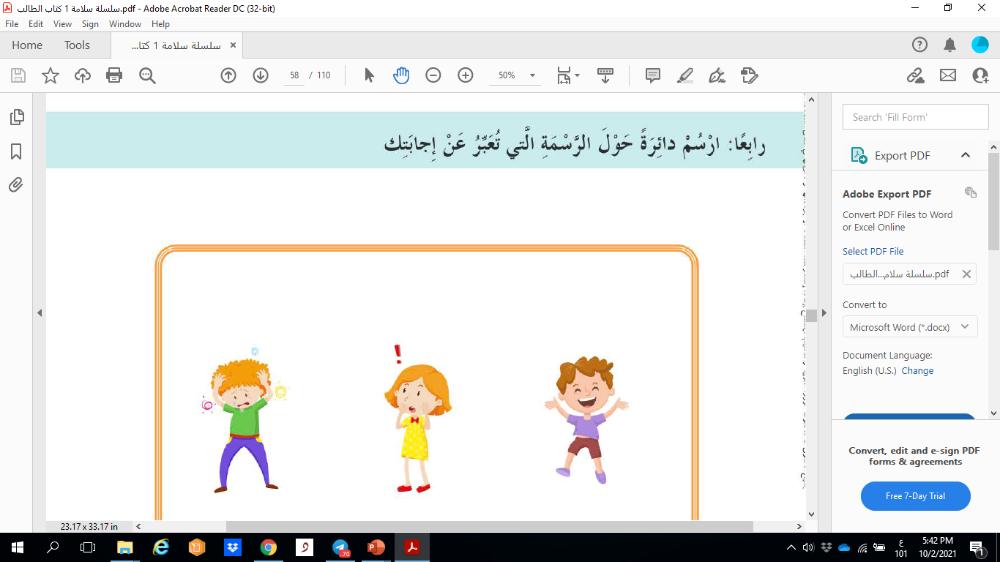 سلسلة سلامة 1 كتاب الطالب.pdf - Adobe Acrobat Reader DC (32-bit)
File Edit View Sign Window Help
Home Tools سلسلة سلامة 1 كتا...
58 / 110 50%
Search 'Fill Form'
رابِعًا: ارْسُمْ دائِرَةً حَوْلَ الرَّسْمَةِ الَّتي تُعَبِّرُ عَنْ إِجابَتِك
Export PDF
Adobe Export PDF
Convert PDF Files to Word
or Excel Online
Select PDF File
سلسلة سلام...الطالب.pdf
Convert to
Microsoft Word (*.docx)
Document Language:
English (U.S.) Change
!
Convert, edit and e-sign PDF
forms & agreements
Free 7-Day Trial
23.17 x 33.17 in
70
ع
101
5:42 PM
10/2/2021
1